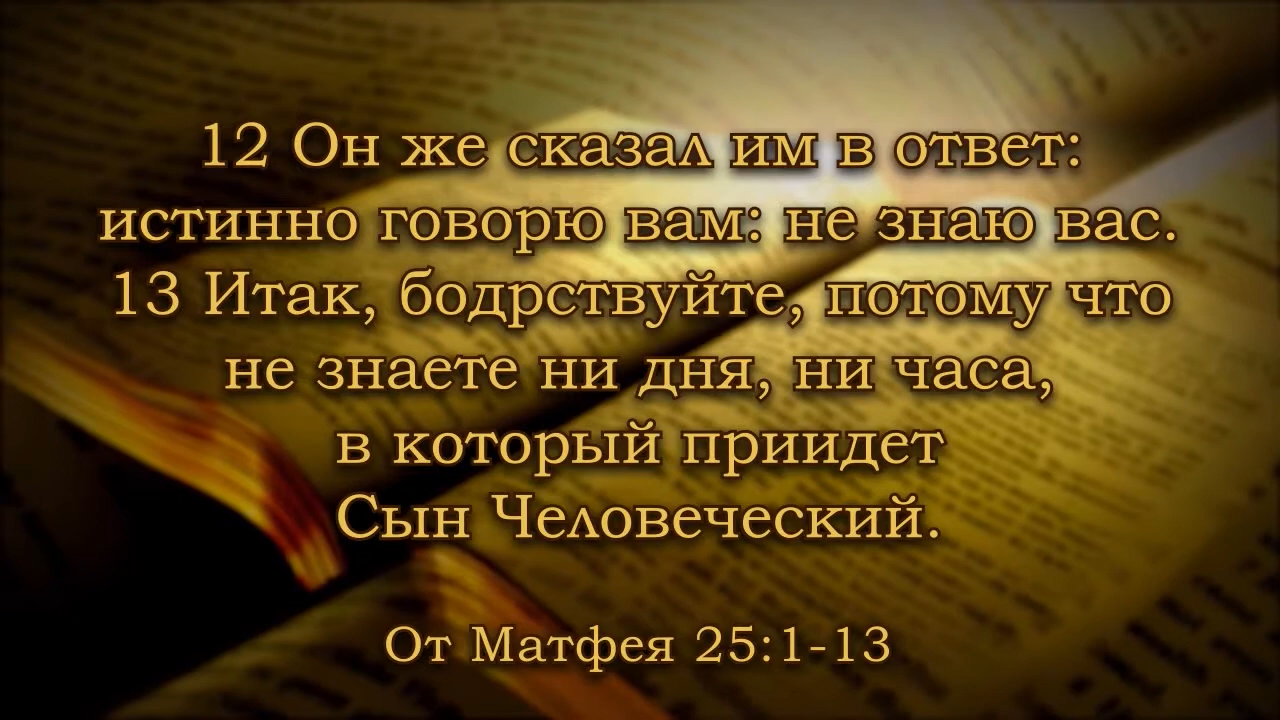 12 Он же сказал им в ответ:
истинно говорю вам: не знаю вас.
13 Итак, бодрствуйте, потому что
не знаете ни дня, ни часа,
в который приидет
Сын Человеческий.
От Матфея 25:1-13